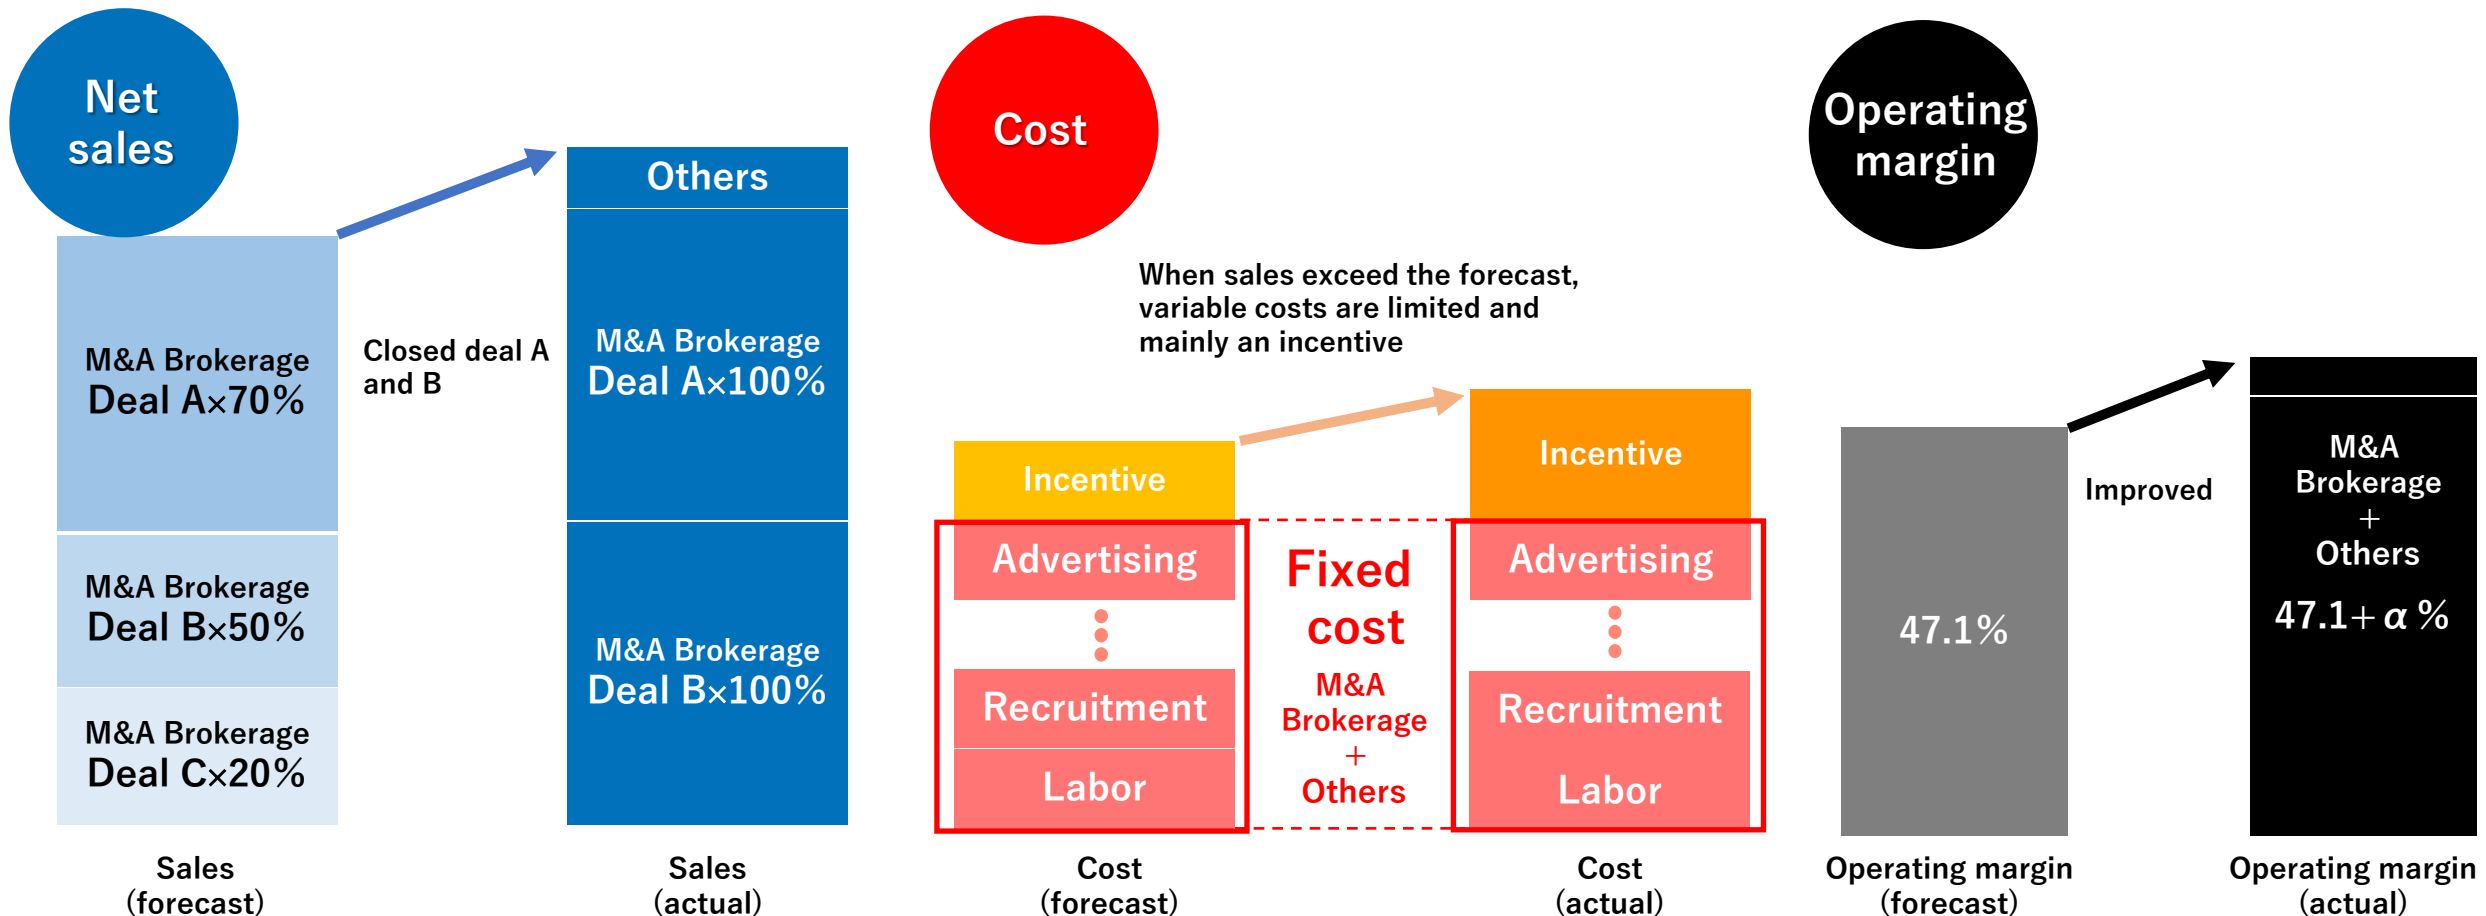 Net
sales
M&A Brokerage
Deal A×70%
M&A Brokerage
Deal B×50%
M&A Brokerage
Deal C×20%
Sales
(forecast)
Closed deal A
and B
Others
M&A Brokerage
Deal A×100%
M&A Brokerage
Deal B×100%
Sales
(actual)
Cost
When sales exceed the forecast,
variable costs are limited and
mainly an incentive
Incentive
Advertising
Recruitment
Labor
Cost
(forecast)
Fixed
cost
M&A
Brokerage
+
Others
Incentive
Advertising
Recruitment
Labor
Cost
(actual)
Operating
margin
47.1%
Operating margin
(forecast)
Improved
M&A
Brokerage
+
Others
47.1+α %
Operating margin
(actual)